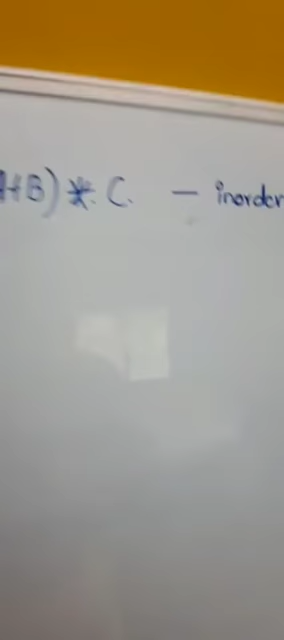 A+B) * C. — inorder